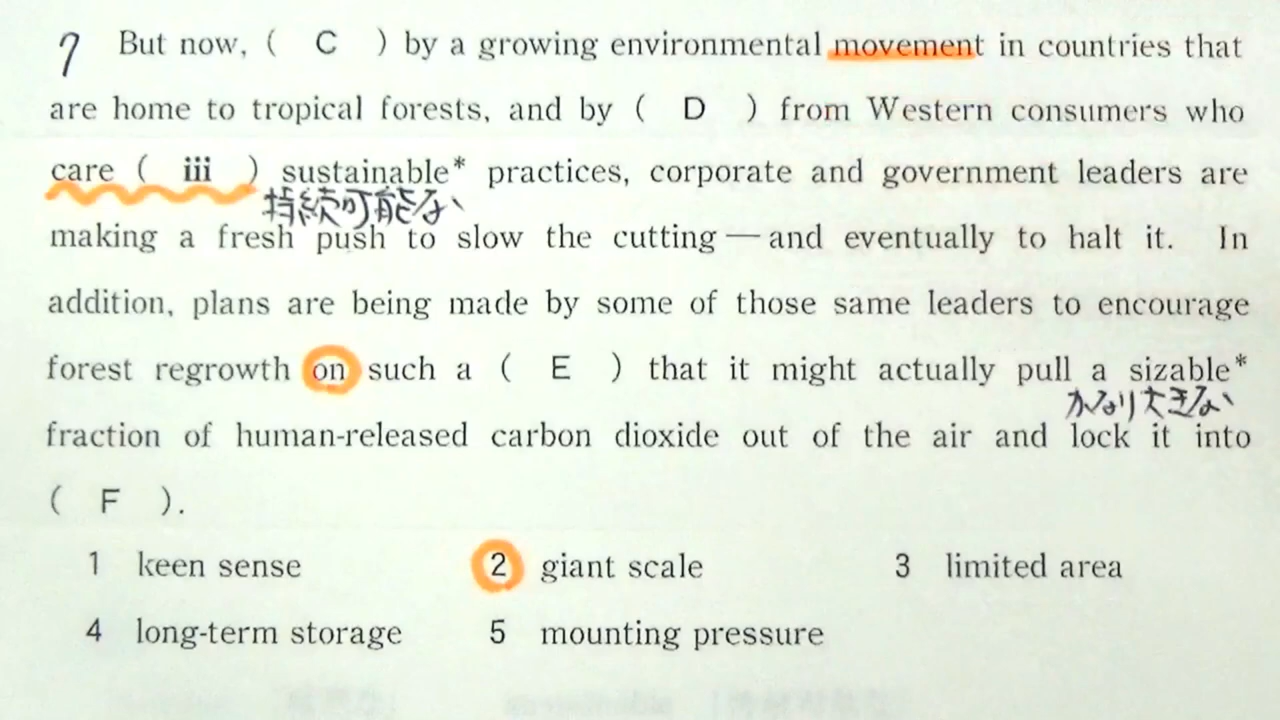 7 But now, ( C ) by a growing environmental movement in countries that
are home to tropical forests, and by ( D ) from Western consumers who
care ( iii ) sustainable* practices, corporate and government leaders are
持続可能な
making a fresh push to slow the cutting — and eventually to halt it. In
addition, plans are being made by some of those same leaders to encourage
forest regrowth on such a ( E ) that it might actually pull a sizable*
かなり大きな
fraction of human-released carbon dioxide out of the air and lock it into
( F ).
1 keen sense 2 giant scale 3 limited area
4 long-term storage 5 mounting pressure